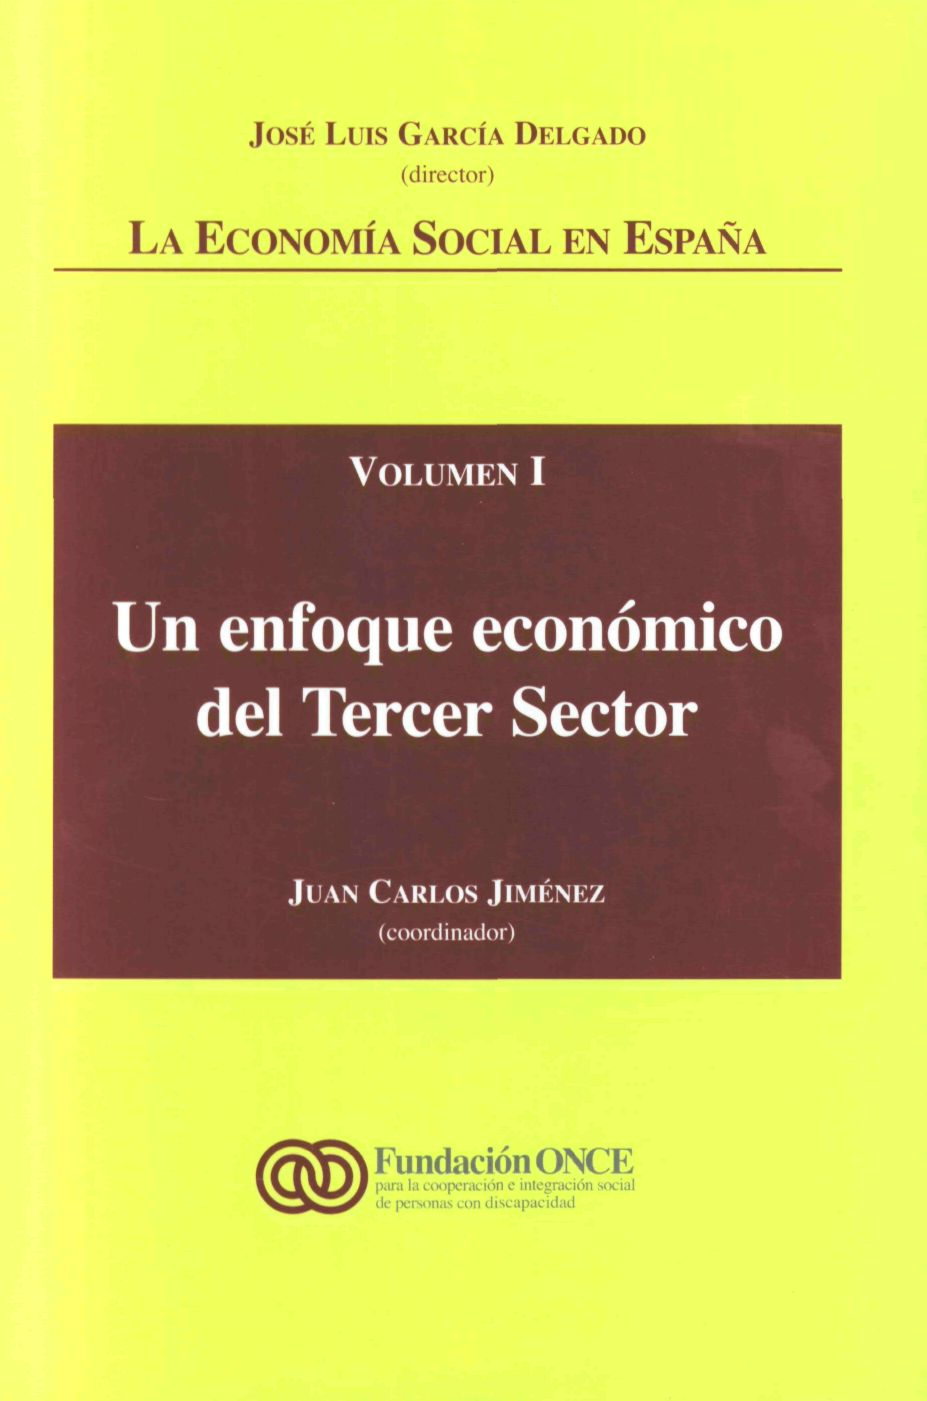 JOSÉ LUIS GARCÍA DELGADO
(director)
LA ECONOMÍA SOCIAL EN ESPAÑA
VOLUMEN I
Un enfoque económico
del Tercer Sector
JUAN CARLOS JIMÉNEZ
(coordinador)
Fundación ONCE
para la cooperación e integración social
de personas con discapacidad